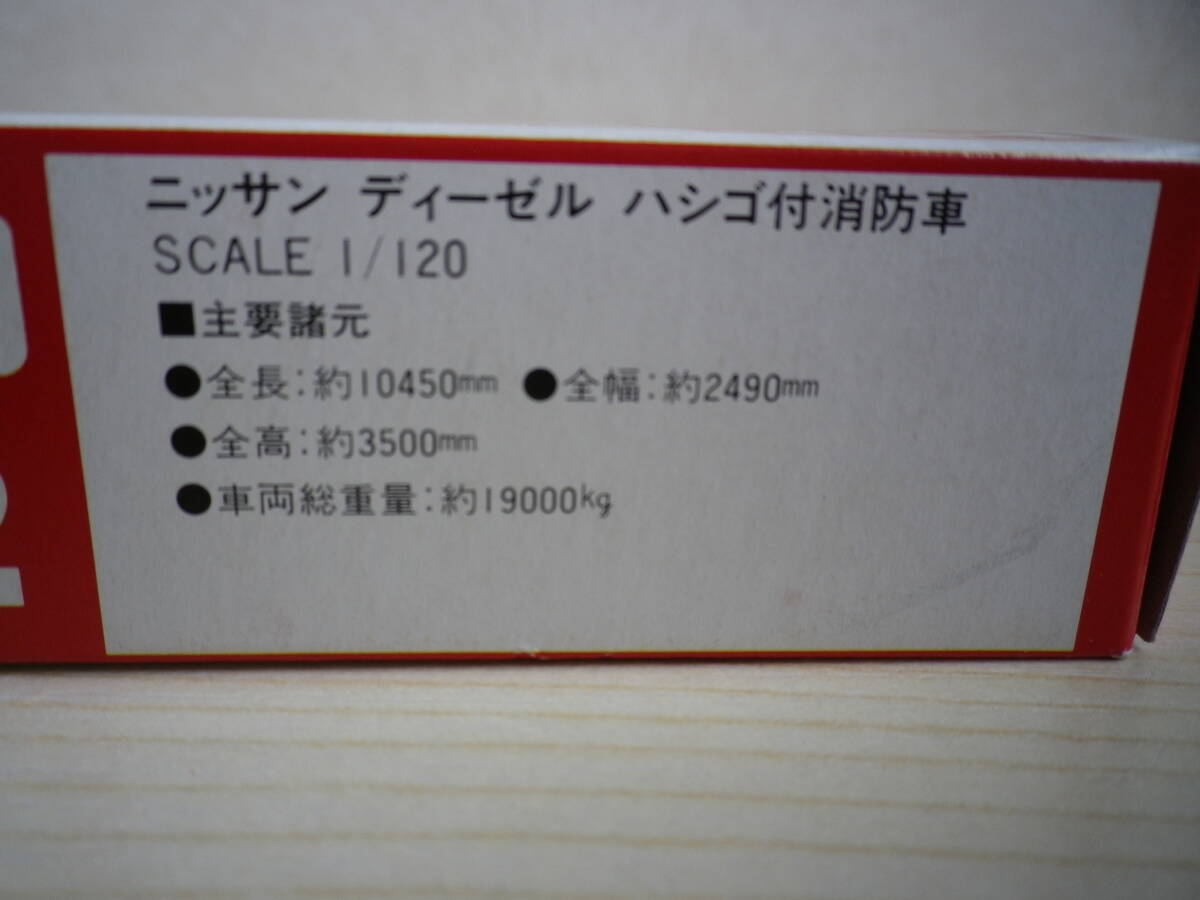 ニッサン ディーゼル ハシゴ付消防車
SCALE 1/120
■主要諸元
●全長:約10450mm ●全幅:約2490mm
●全高:約3500mm
●車両総重量:約19000kg